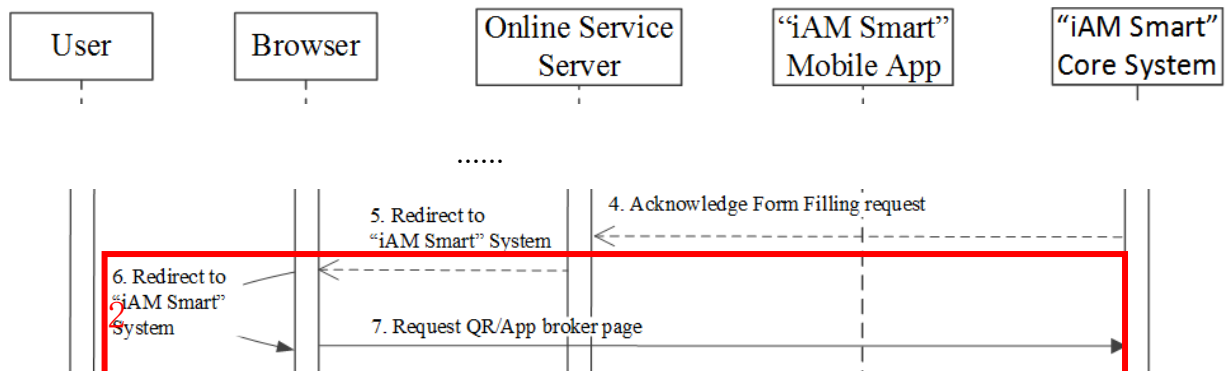 User
Browser
Online Service
Server
“iAM Smart”
Mobile App
“iAM Smart”
Core System
......
4. Acknowledge Form Filling request
5. Redirect to
“iAM Smart” System
6. Redirect to
“iAM Smart”
System
2
7. Request QR/App broker page